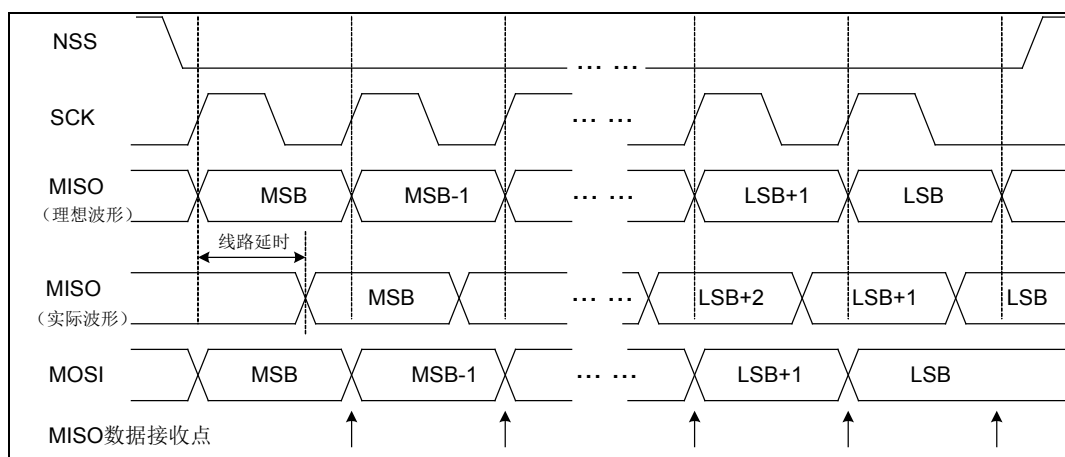 NSS
... ...
SCK
... ...
MISO
(理想波形)
MSB
MSB-1
... ...
LSB+1
LSB
线路延时
MISO
(实际波形)
MSB
... ...
LSB+2
LSB+1
LSB
MOSI
MSB
MSB-1
... ...
LSB+1
LSB
MISO数据接收点